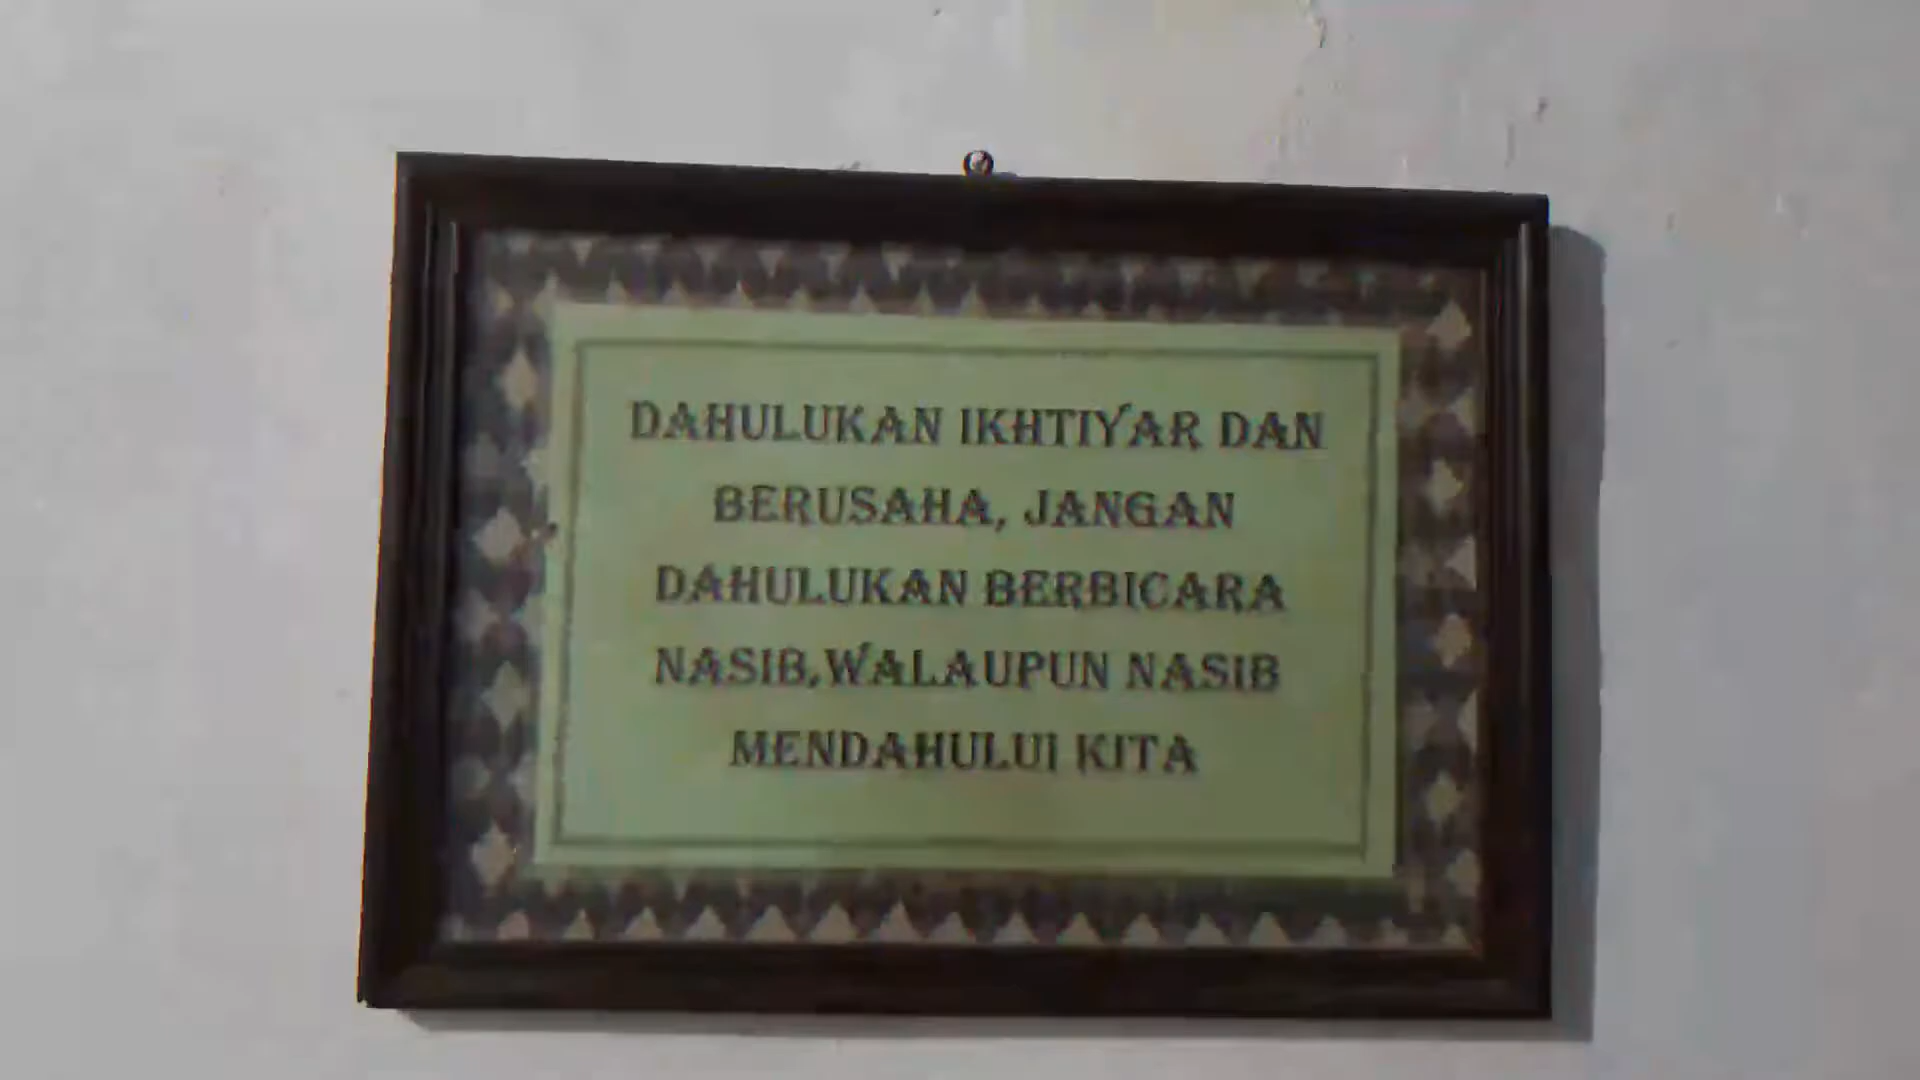 DAHULUKAN IKHTIYAR DAN
BERUSAHA, JANGAN
DAHULUKAN BERBICARA
NASIB,WALAUPUN NASIB
MENDAHULUI KITA